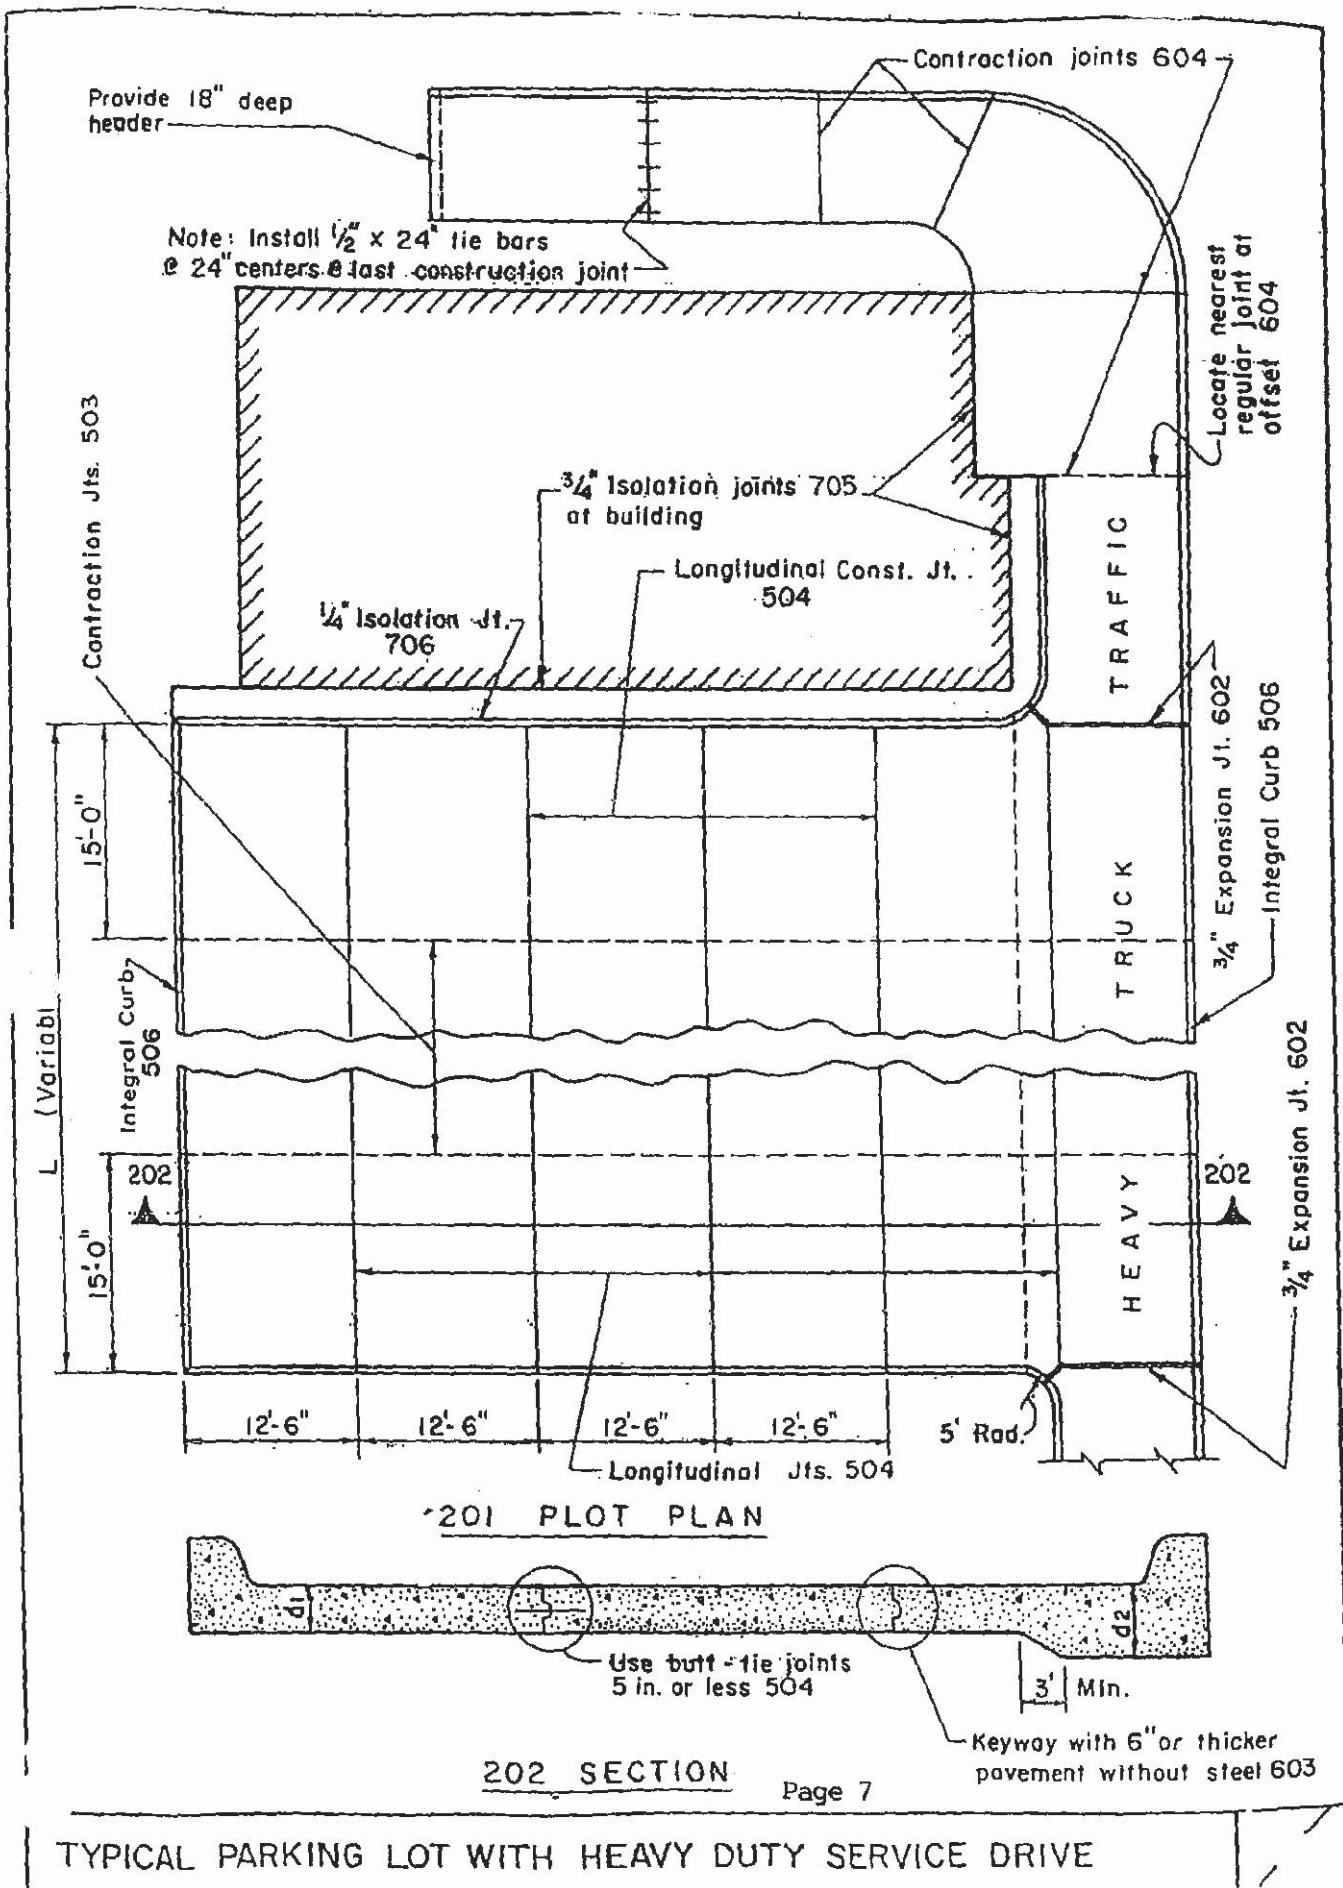 Contraction joints 604
Provide 18" deep
header
Note: Install 1/2" x 24" tie bars
@ 24" centers @ last construction joint
Locate nearest
regular joint at
offset 604
Contraction Jts. 503
3/4" Isolation joints 705
at building
Longitudinal Const. Jt.
504
1/4" Isolation Jt.
706
TRAFFIC
3/4" Expansion Jt. 602
Integral Curb 506
15'-0"
TRUCK
Integral Curb
506
L (Variabl
3/4" Expansion Jt. 602
202
202
15'-0"
HEAVY
12'-6"
12'-6"
12'-6"
12'-6"
5' Rad.
Longitudinal Jts. 504
201 PLOT PLAN
d1
d2
Use butt-tie joints
5 in. or less 504
3' Min.
Keyway with 6" or thicker
pavement without steel 603
202 SECTION
Page 7
TYPICAL PARKING LOT WITH HEAVY DUTY SERVICE DRIVE